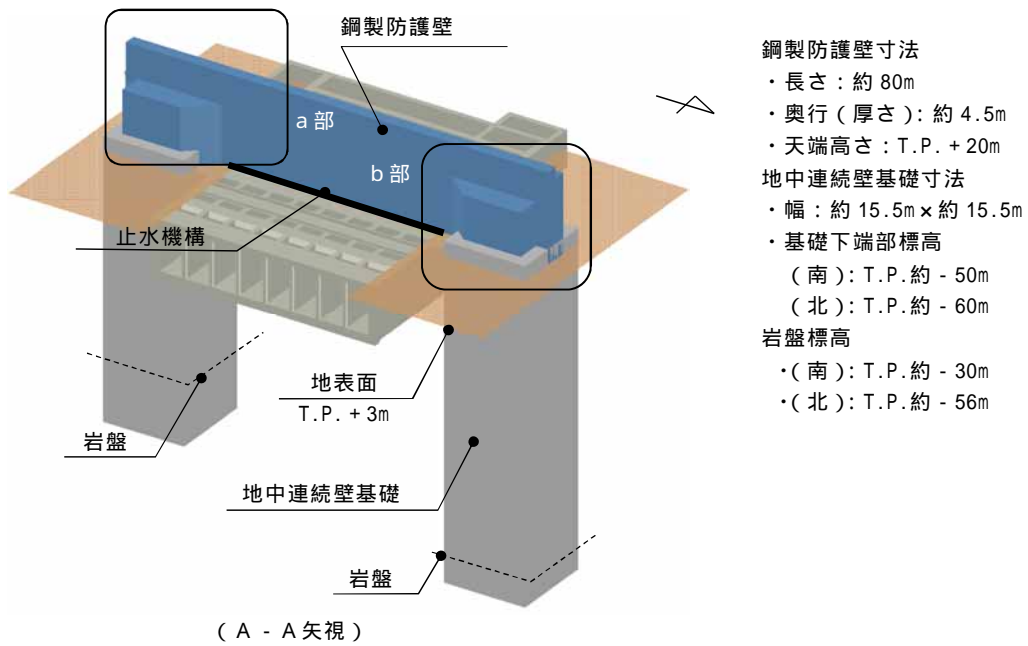 鋼製防護壁
a部
b部
止水機構
地表面
T.P.+3m
岩盤
地中連続壁基礎
岩盤
(A-A矢視)
鋼製防護壁寸法
・長さ:約80m
・奥行(厚さ):約4.5m
・天端高さ:T.P.+20m
地中連続壁基礎寸法
・幅:約15.5m×約15.5m
・基礎下端部標高
(南):T.P.約-50m
(北):T.P.約-60m
岩盤標高
・(南):T.P.約-30m
・(北):T.P.約-56m